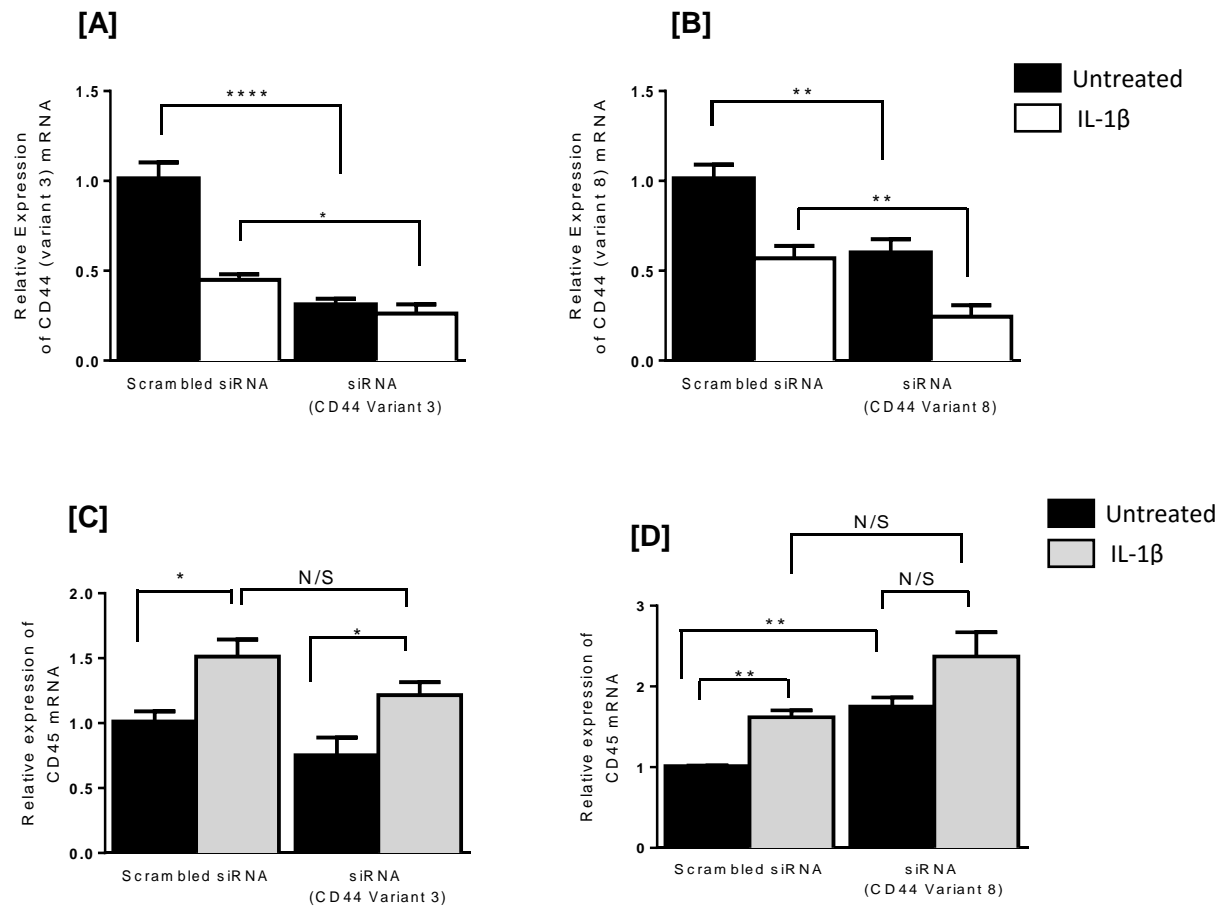 [A]
1.5
1.0
0.5
0.0
Relative Expression
of CD44 (variant 3) mRNA
****
*
Scrambled siRNA
siRNA
(CD44 Variant 3)
[B]
1.5
1.0
0.5
0.0
Relative Expression
of CD44 (variant 8) mRNA
**
**
Scrambled siRNA
siRNA
(CD44 Variant 8)
Untreated
IL-1β
[C]
2.0
1.5
1.0
0.5
0.0
Relative expression of
CD45 mRNA
*
N/S
*
Scrambled siRNA
siRNA
(CD44 Variant 3)
[D]
3
2
1
0
Relative expression of
CD45 mRNA
N/S
N/S
**
**
Scrambled siRNA
siRNA
(CD44 Variant 8)
Untreated
IL-1β